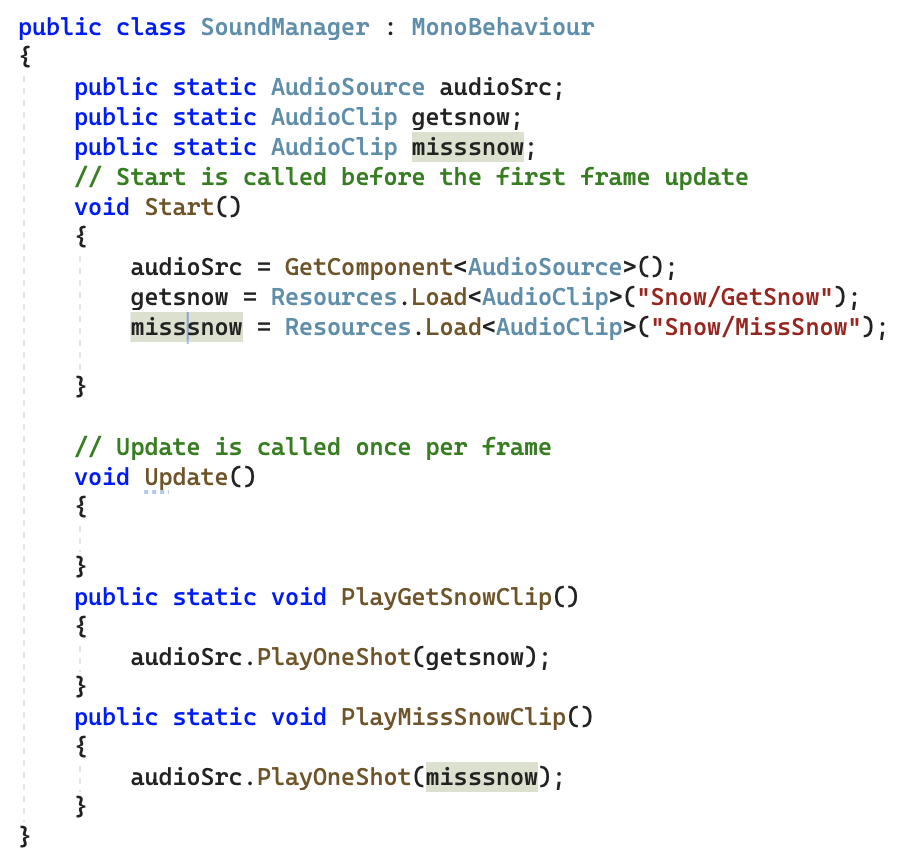 public class SoundManager : MonoBehaviour
{
public static AudioSource audioSrc;
public static AudioClip getsnow;
public static AudioClip misssnow;
// Start is called before the first frame update
void Start()
{
audioSrc = GetComponent<AudioSource>();
getsnow = Resources.Load<AudioClip>("Snow/GetSnow");
misssnow = Resources.Load<AudioClip>("Snow/MissSnow");
}
// Update is called once per frame
void Update()
{
}
public static void PlayGetSnowClip()
{
audioSrc.PlayOneShot(getsnow);
}
public static void PlayMissSnowClip()
{
audioSrc.PlayOneShot(misssnow);
}
}